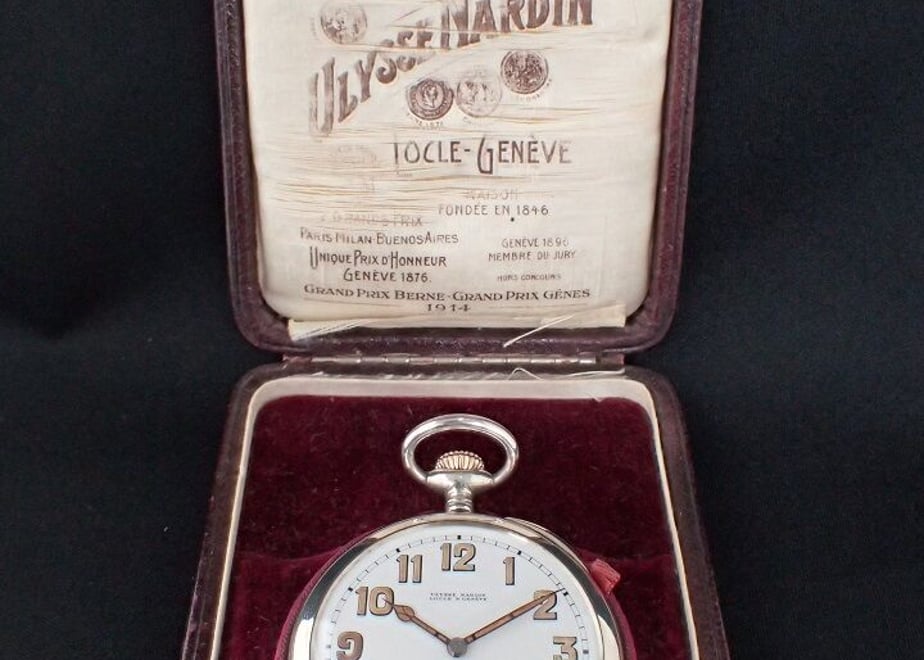 ULYSSE NARDIN
LOCLE-GENÈVE
MAISON
FONDÉE EN 1846
GRANDS PRIX
PARIS·MILAN·BUENOS AIRES
UNIQUE PRIX D'HONNEUR
GENÈVE 1876.
GENÈVE 1896
MEMBRE DU JURY
HORS CONCOURS
GRAND PRIX BERNE·GRAND PRIX GÊNES
1914
12
11
1
10
2
9
3
ULYSSE NARDIN
LOCLE & GENÈVE